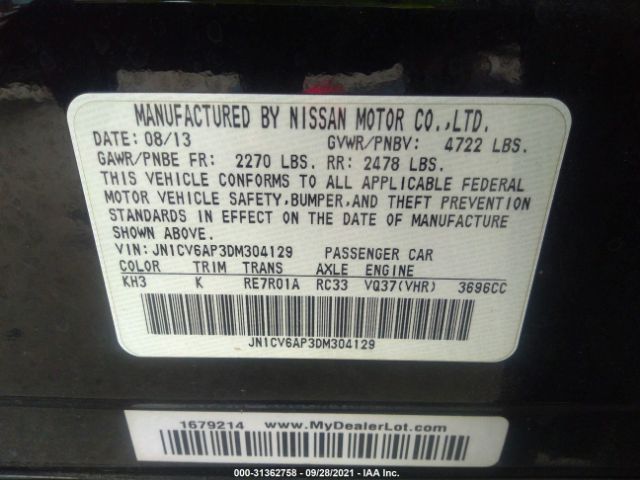 MANUFACTURED BY NISSAN MOTOR CO.,LTD.
DATE: 08/13 GVWR/PNBV: 4722 LBS.
GAWR/PNBE FR: 2270 LBS. RR: 2478 LBS.
THIS VEHICLE CONFORMS TO ALL APPLICABLE FEDERAL
MOTOR VEHICLE SAFETY,BUMPER,AND THEFT PREVENTION
STANDARDS IN EFFECT ON THE DATE OF MANUFACTURE
SHOWN ABOVE.
VIN:JN1CV6AP3DM304129 PASSENGER CAR
COLOR TRIM TRANS AXLE ENGINE
KH3 K RE7R01A RC33 VQ37(VHR) 3696CC
JN1CV6AP3DM304129
1679214 www.MyDealerLot.com
000-31362758 - 09/28/2021 - IAA Inc.